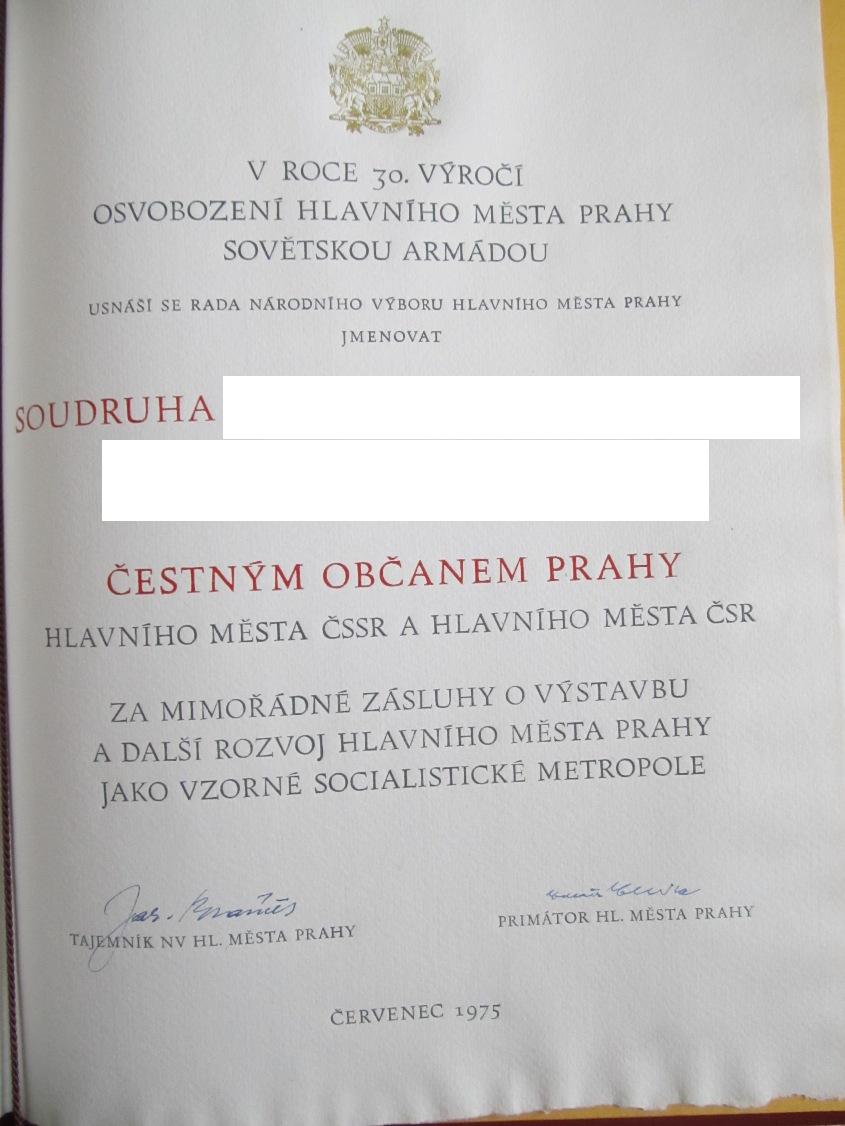 V ROCE 30. VÝROČÍ
OSVOBOZENÍ HLAVNÍHO MĚSTA PRAHY
SOVĚTSKOU ARMÁDOU
USNÁŠÍ SE RADA NÁRODNÍHO VÝBORU HLAVNÍHO MĚSTA PRAHY
JMENOVAT
SOUDRUHA
ČESTNÝM OBČANEM PRAHY
HLAVNÍHO MĚSTA ČSSR A HLAVNÍHO MĚSTA ČSR
ZA MIMOŘÁDNÉ ZÁSLUHY O VÝSTAVBU
A DALŠÍ ROZVOJ HLAVNÍHO MĚSTA PRAHY
JAKO VZORNÉ SOCIALISTICKÉ METROPOLE
Jar.
TAJEMNÍK NV HL. MĚSTA PRAHY
PRIMÁTOR HL. MĚSTA PRAHY
ČERVENEC 1975